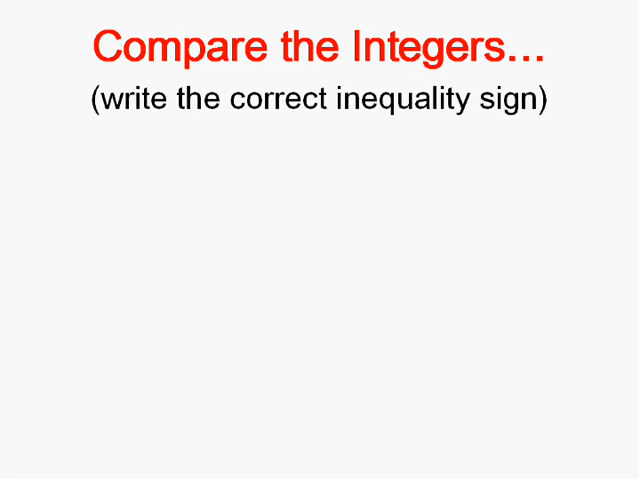 Compare the Integers…
(write the correct inequality sign)